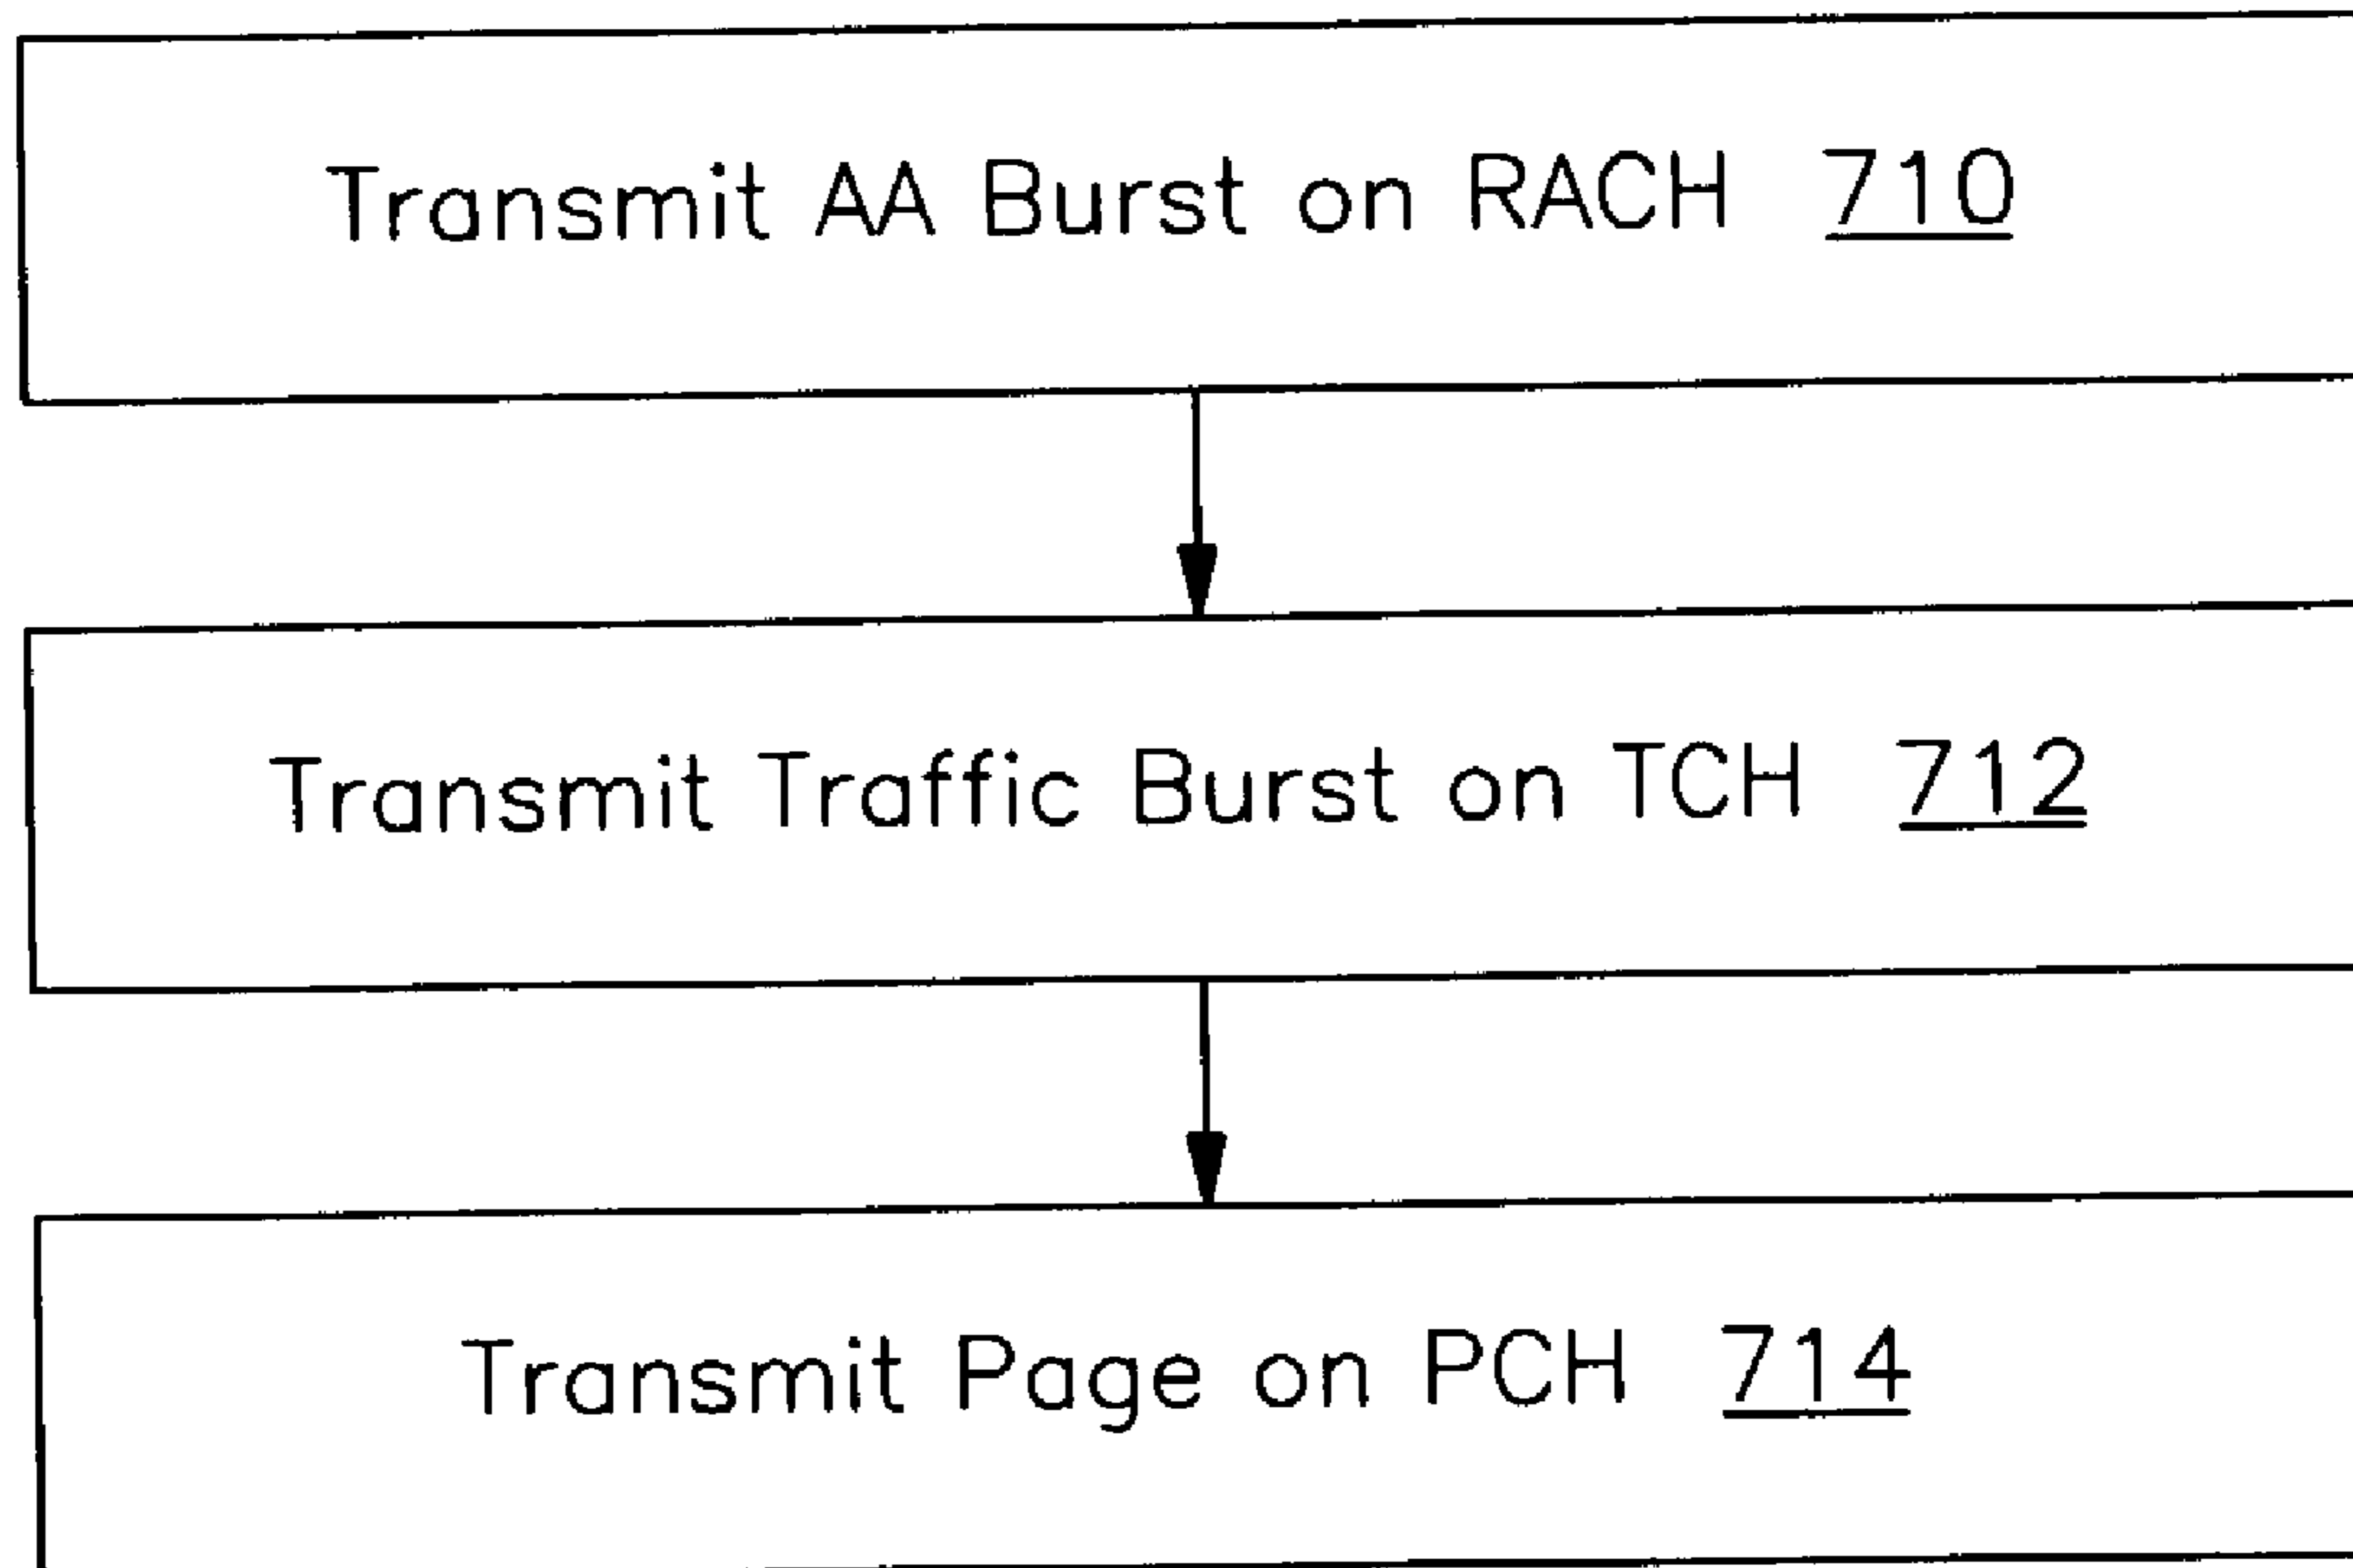 Transmit AA Burst on RACH 710
Transmit Traffic Burst on TCH 712
Transmit Page on PCH 714